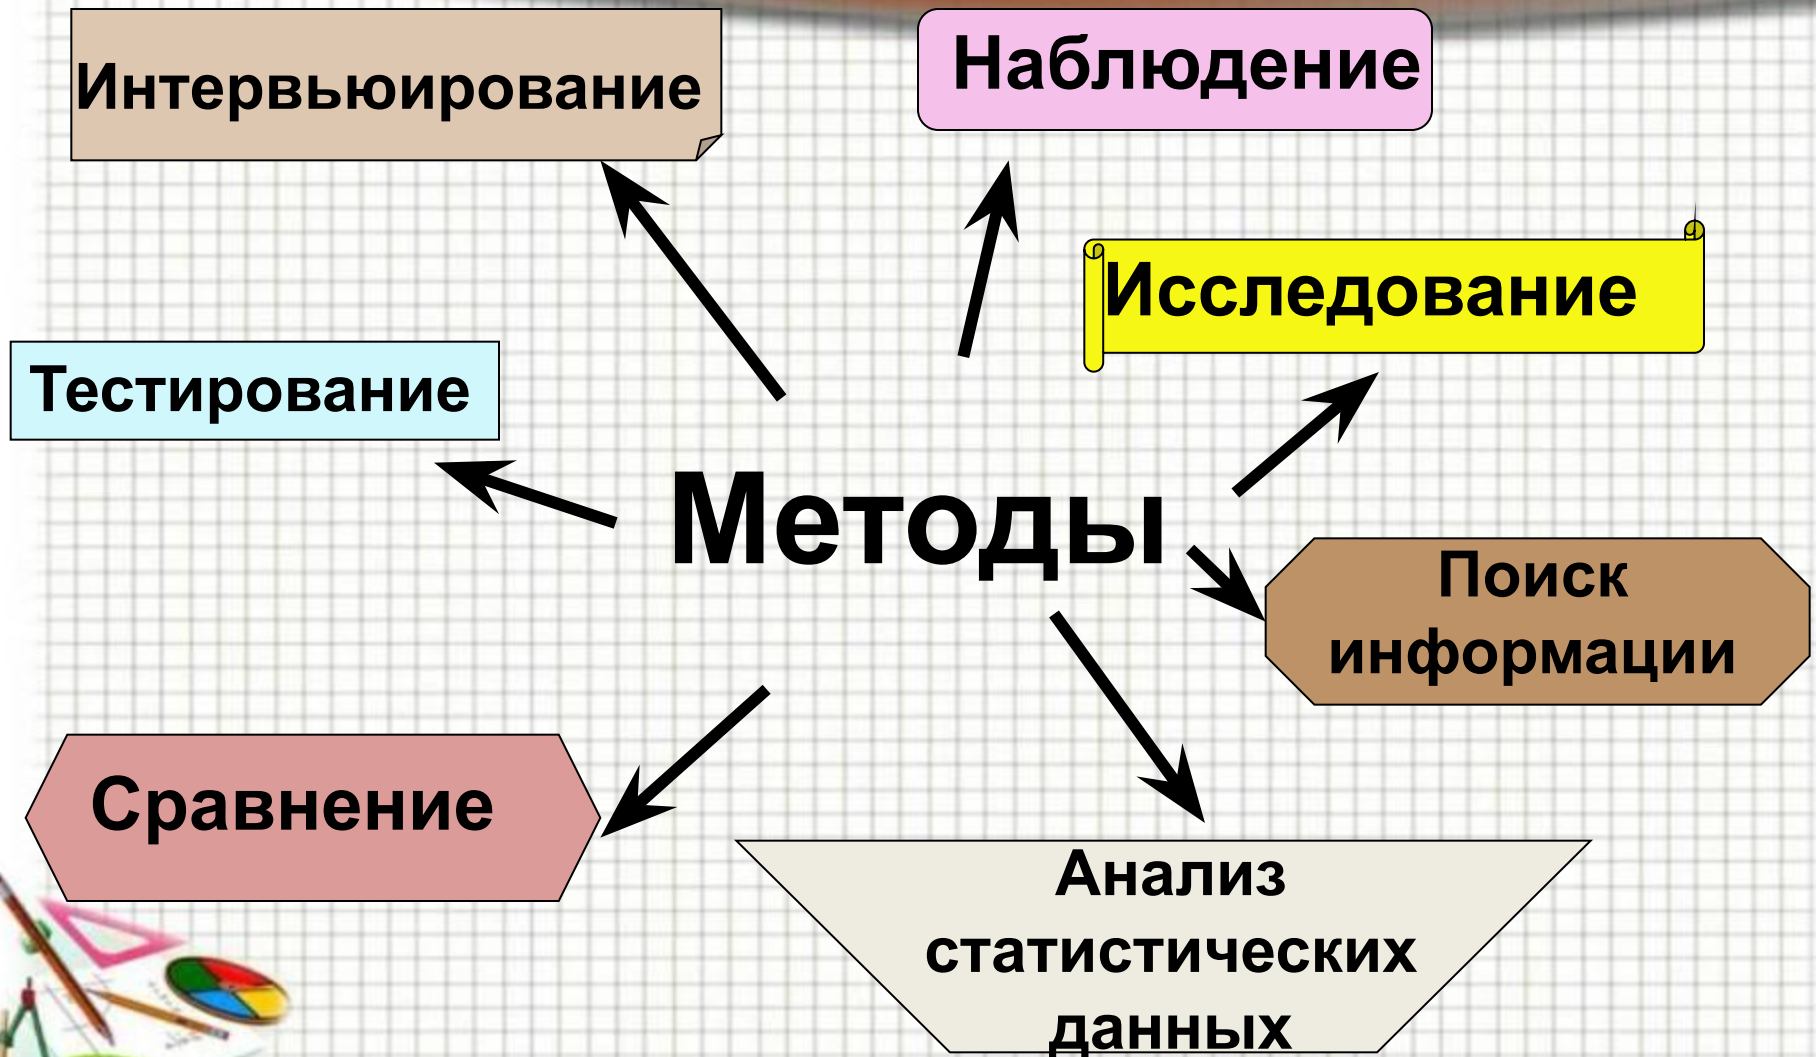 Интервьюирование
Наблюдение
Исследование
Тестирование
Методы
Поиск
информации
Сравнение
Анализ
статистических
данных